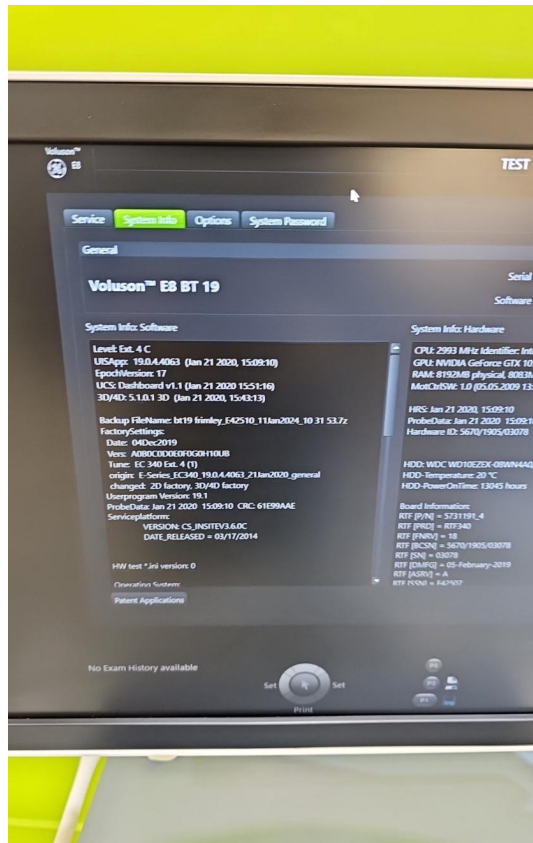 Voluson™
E8
TEST
Service System Info Options System Password
General
Voluson™ E8 BT 19
Serial
Software
System Info: Software
Level: Ext. 4 C
UISApp: 19.0.4.4063 (Jan 21 2020, 15:09:10)
EpochVersion: 17
UCS: Dashboard v1.1 (Jan 21 2020 15:51:16)
3D/4D: 5.1.0.1 3D (Jan 21 2020, 15:43:13)
Backup FileName: bt19 frimley_E42510_11Jan2024_10 31 53.7z
FactorySettings:
Date: 04Dec2019
Vers: A0B0C0D0E0F0G0H10UB
Tune: EC 340 Ext. 4 (1)
origin: E-Series_EC340_19.0.4.4063_21Jan2020_general
changed: 2D factory, 3D/4D factory
Userprogram Version: 19.1
ProbeData: Jan 21 2020 15:09:10 CRC: 61E99AAE
Serviceplatform:
VERSION: CS_INSITEV3.6.0C
DATE_RELEASED = 03/17/2014
HW test *.ini version: 0
Operating System:
Patent Applications
System Info: Hardware
CPU: 2993 MHz Identifier: Int
GPU: NVIDIA GeForce GTX 10
RAM: 8192MB physical, 8083M
MotCtrlSW: 1.0 (05.05.2009 13:
HRS: Jan 21 2020, 15:09:10
ProbeData: Jan 21 2020 15:09:1
Hardware ID: 5670/1905/03078
HDD: WDC WD10EZEX-08WN4A0,
HDD-Temperature: 20 °C
HDD-PowerOnTime: 13045 hours
Board Information:
RTF [P/N] = 5731191_4
RTF [PRD] = RTF340
RTF [FNRV] = 18
RTF [BCSN] = 5670/1905/03078
RTF [SN] = 03078
RTF [DMFG] = 05-February-2019
RTF [ASRV] = A
RTF [SSN] = E42507
No Exam History available
Set Set
Print
P3
P2
P1